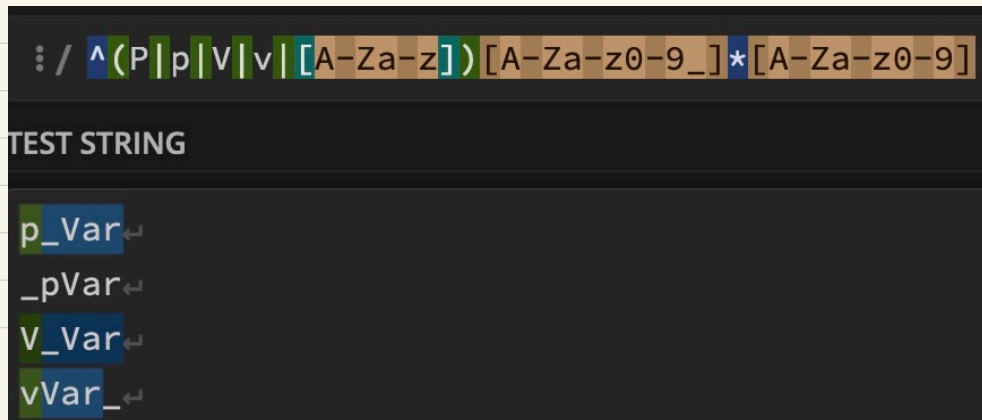 ⋮ / ^(P|p|V|v|[A-Za-z])[A-Za-z0-9_]*[A-Za-z0-9]
TEST STRING
p_Var↵
_pVar↵
V_Var↵
vVar_↵